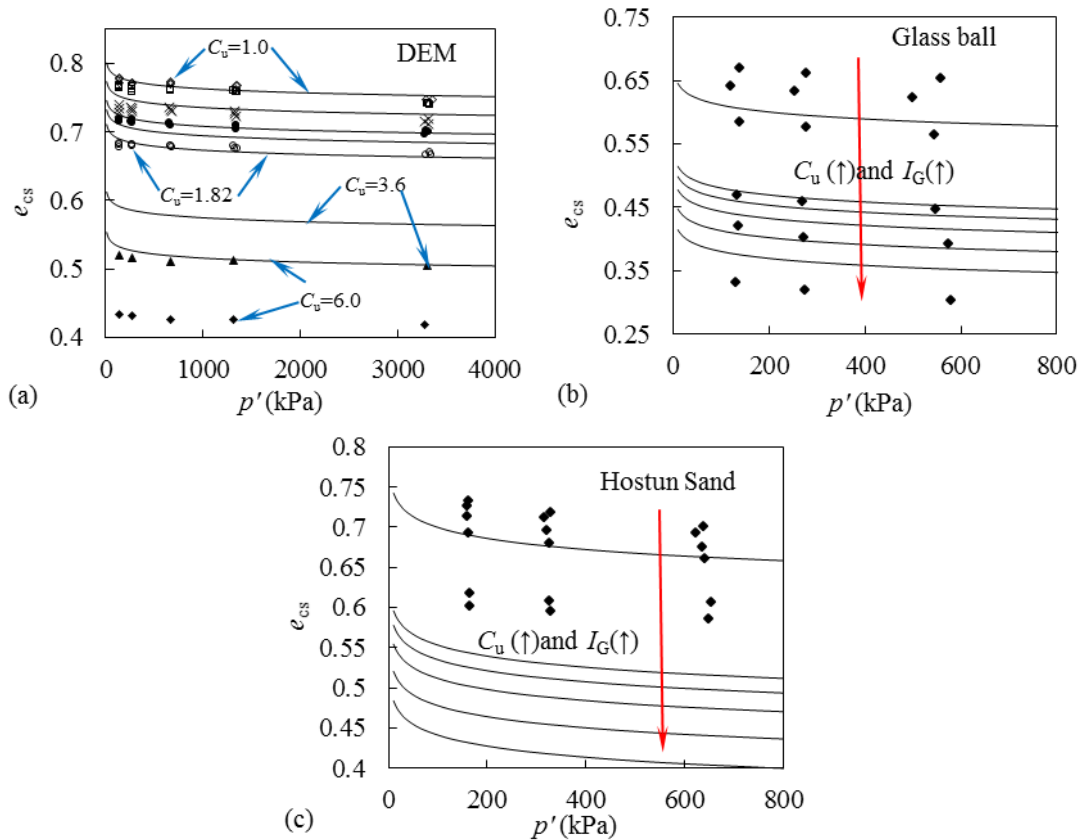 C_u=1.0
DEM
0.8
0.7
C_u=3.6
0.6
C_u=1.82
e_cs
0.5
C_u=6.0
0.4
0 1000 2000 3000 4000
(a)
p′ (kPa)
Glass ball
0.65
0.55
C_u (↑)and I_G(↑)
0.45
e_cs
0.35
0.25
0 200 400 600 800
(b)
p′ (kPa)
0.8
Hostun Sand
0.75
0.7
0.65
e_cs
0.6
C_u (↑)and I_G(↑)
0.55
0.5
0.45
0.4
0 200 400 600 800
(c)
p′ (kPa)